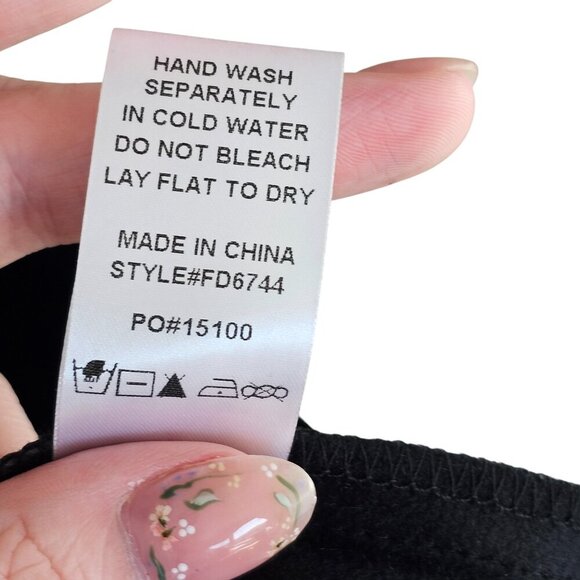 HAND WASH
SEPARATELY
IN COLD WATER
DO NOT BLEACH
LAY FLAT TO DRY
MADE IN CHINA
STYLE#FD6744
PO#15100